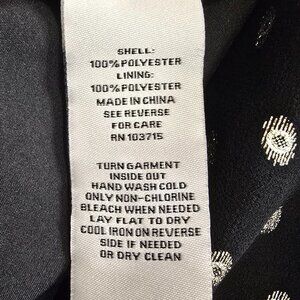 SHELL:
100% POLYESTER
LINING:
100% POLYESTER
MADE IN CHINA
SEE REVERSE
FOR CARE
RN 103715
TURN GARMENT
INSIDE OUT
HAND WASH COLD
ONLY NON-CHLORINE
BLEACH WHEN NEEDED
LAY FLAT TO DRY
COOL IRON ON REVERSE
SIDE IF NEEDED
OR DRY CLEAN